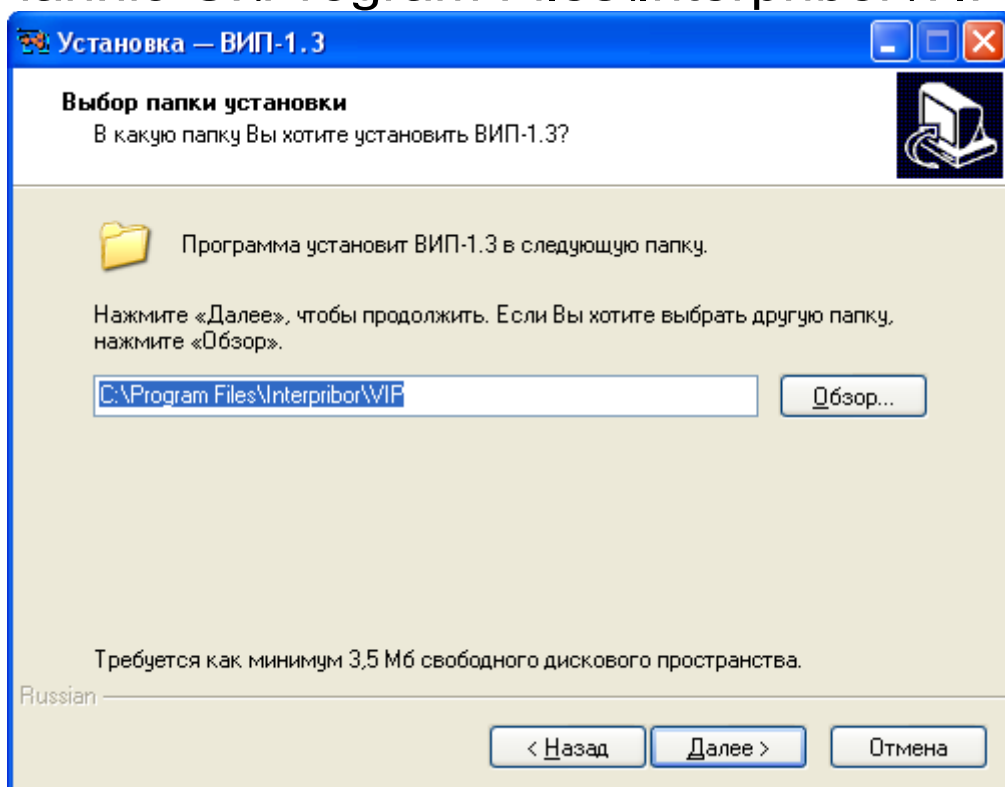 Установка — ВИП-1.3
Выбор папки установки
В какую папку Вы хотите установить ВИП-1.3?
Программа установит ВИП-1.3 в следующую папку.
Нажмите «Далее», чтобы продолжить. Если Вы хотите выбрать другую папку,
нажмите «Обзор».
C:\Program Files\Interpribor\VIP
Обзор...
Требуется как минимум 3,5 Мб свободного дискового пространства.
Russian
< Назад
Далее >
Отмена